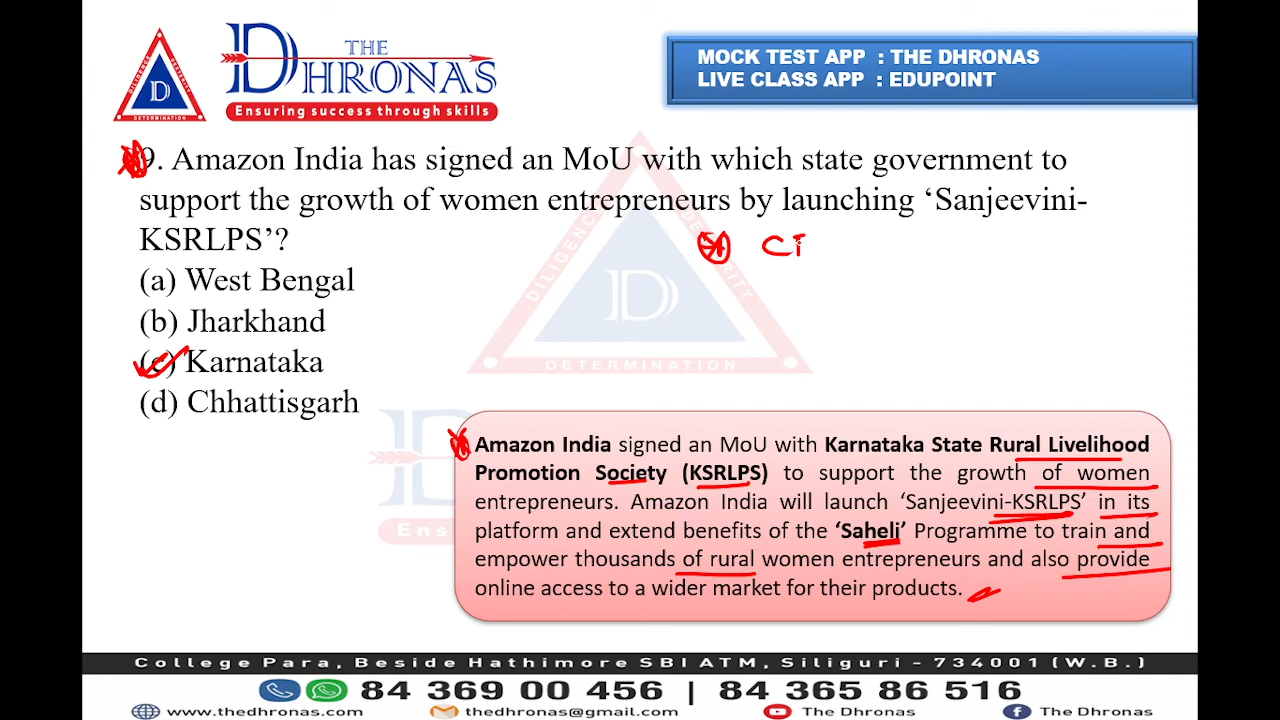 THE
DHRONAS
Ensuring success through skills
DILIGENCE
DEXTERITY
D
DETERMINATION
MOCK TEST APP : THE DHRONAS
LIVE CLASS APP : EDUPOINT
9. Amazon India has signed an MoU with which state government to
support the growth of women entrepreneurs by launching ‘Sanjeevini-
KSRLPS’?
(a) West Bengal
(b) Jharkhand
(c) Karnataka
(d) Chhattisgarh
DETERMINATION
Amazon India signed an MoU with Karnataka State Rural Livelihood
Promotion Society (KSRLPS) to support the growth of women
entrepreneurs. Amazon India will launch ‘Sanjeevini-KSRLPS’ in its
platform and extend benefits of the ‘Saheli’ Programme to train and
empower thousands of rural women entrepreneurs and also provide
online access to a wider market for their products.
College Para, Beside Hathimore SBI ATM, Siliguri - 734001 (W.B.)
84 369 00 456 | 84 365 86 516
www.thedhronas.com thedhronas@gmail.com The Dhronas The Dhronas